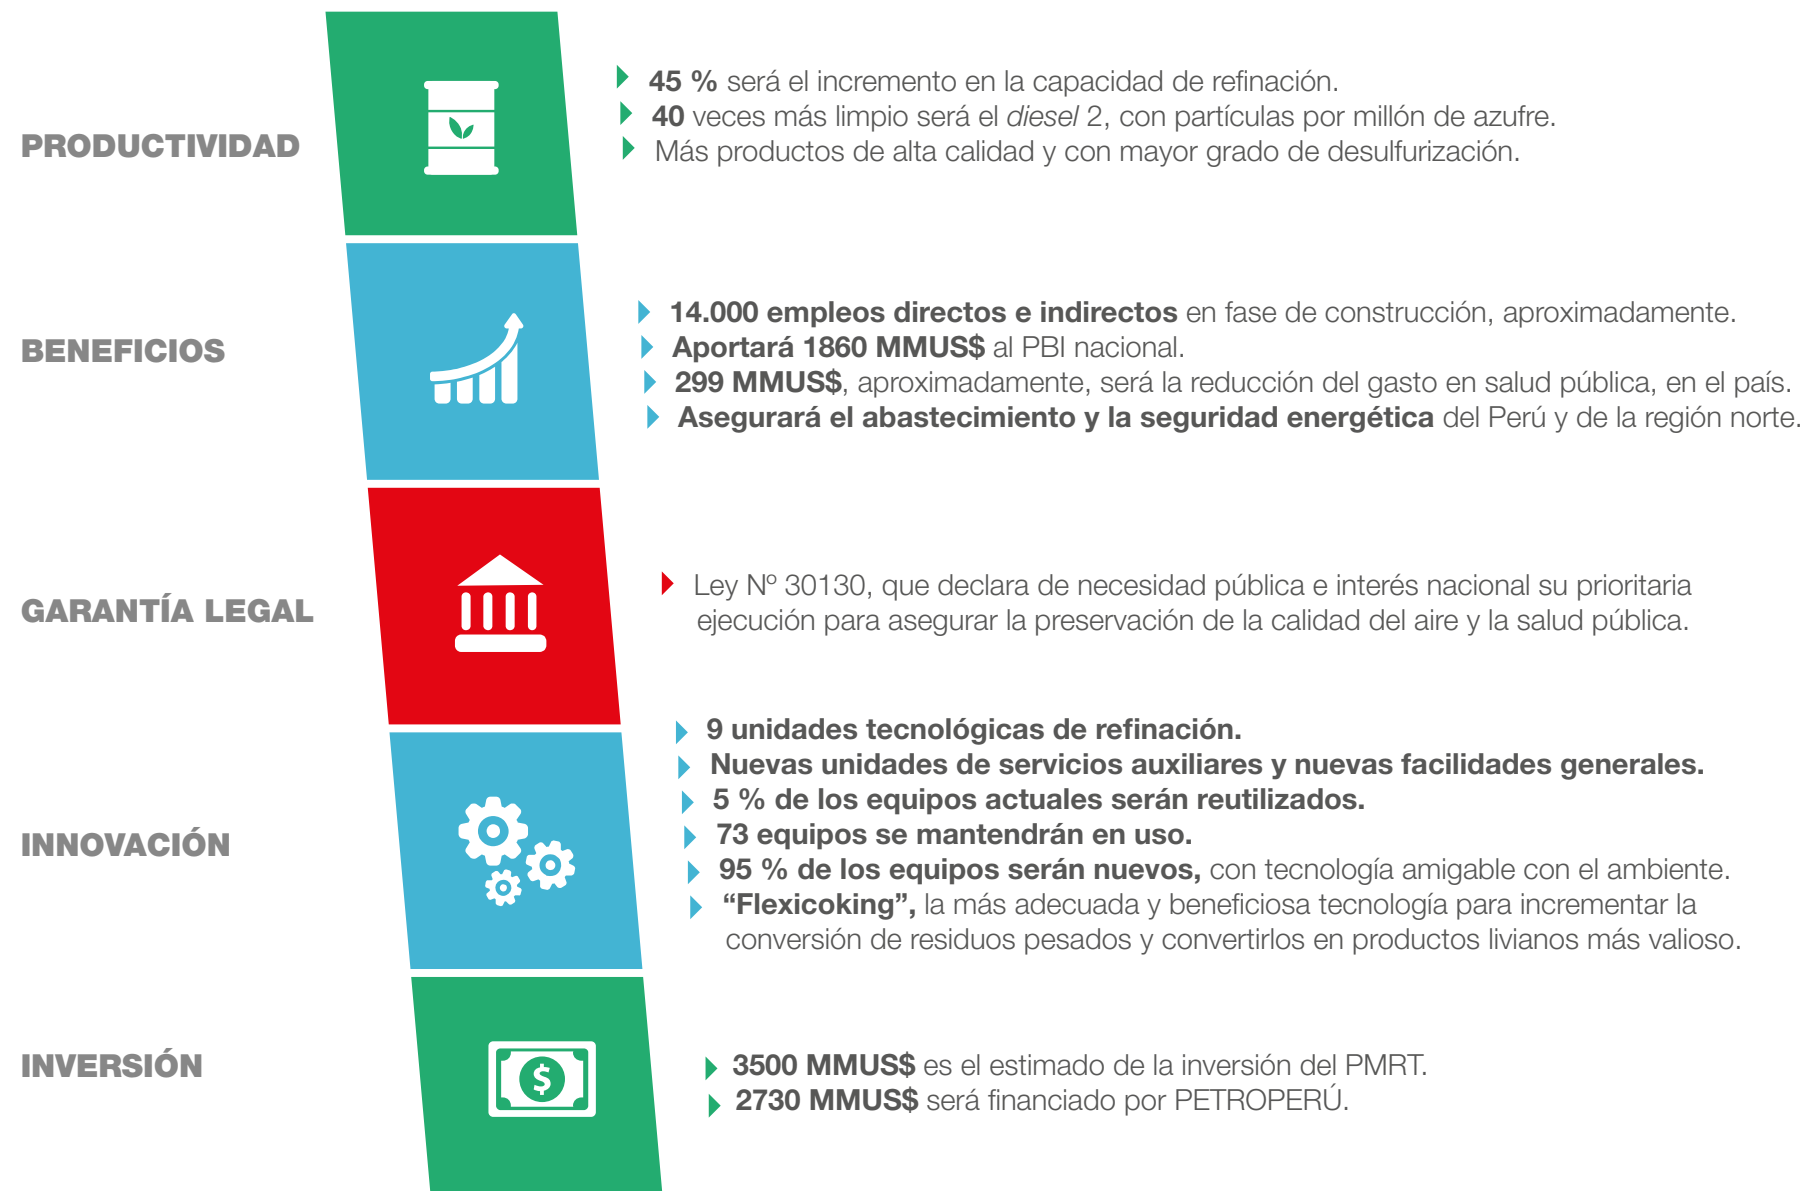 PRODUCTIVIDAD
45 % será el incremento en la capacidad de refinación.
40 veces más limpio será el diesel 2, con partículas por millón de azufre.
Más productos de alta calidad y con mayor grado de desulfurización.
BENEFICIOS
14.000 empleos directos e indirectos en fase de construcción, aproximadamente.
Aportará 1860 MMUS$ al PBI nacional.
299 MMUS$, aproximadamente, será la reducción del gasto en salud pública, en el país.
Asegurará el abastecimiento y la seguridad energética del Perú y de la región norte.
GARANTÍA LEGAL
Ley Nº 30130, que declara de necesidad pública e interés nacional su prioritaria
ejecución para asegurar la preservación de la calidad del aire y la salud pública.
INNOVACIÓN
9 unidades tecnológicas de refinación.
Nuevas unidades de servicios auxiliares y nuevas facilidades generales.
5 % de los equipos actuales serán reutilizados.
73 equipos se mantendrán en uso.
95 % de los equipos serán nuevos, con tecnología amigable con el ambiente.
“Flexicoking”, la más adecuada y beneficiosa tecnología para incrementar la
conversión de residuos pesados y convertirlos en productos livianos más valioso.
INVERSIÓN
$
3500 MMUS$ es el estimado de la inversión del PMRT.
2730 MMUS$ será financiado por PETROPERÚ.